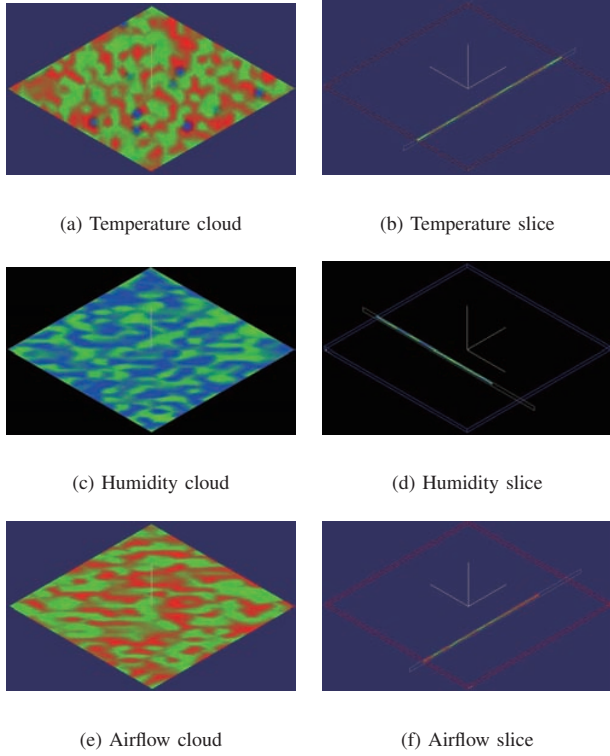 (a) Temperature cloud
(b) Temperature slice
(c) Humidity cloud
(d) Humidity slice
(e) Airflow cloud
(f) Airflow slice